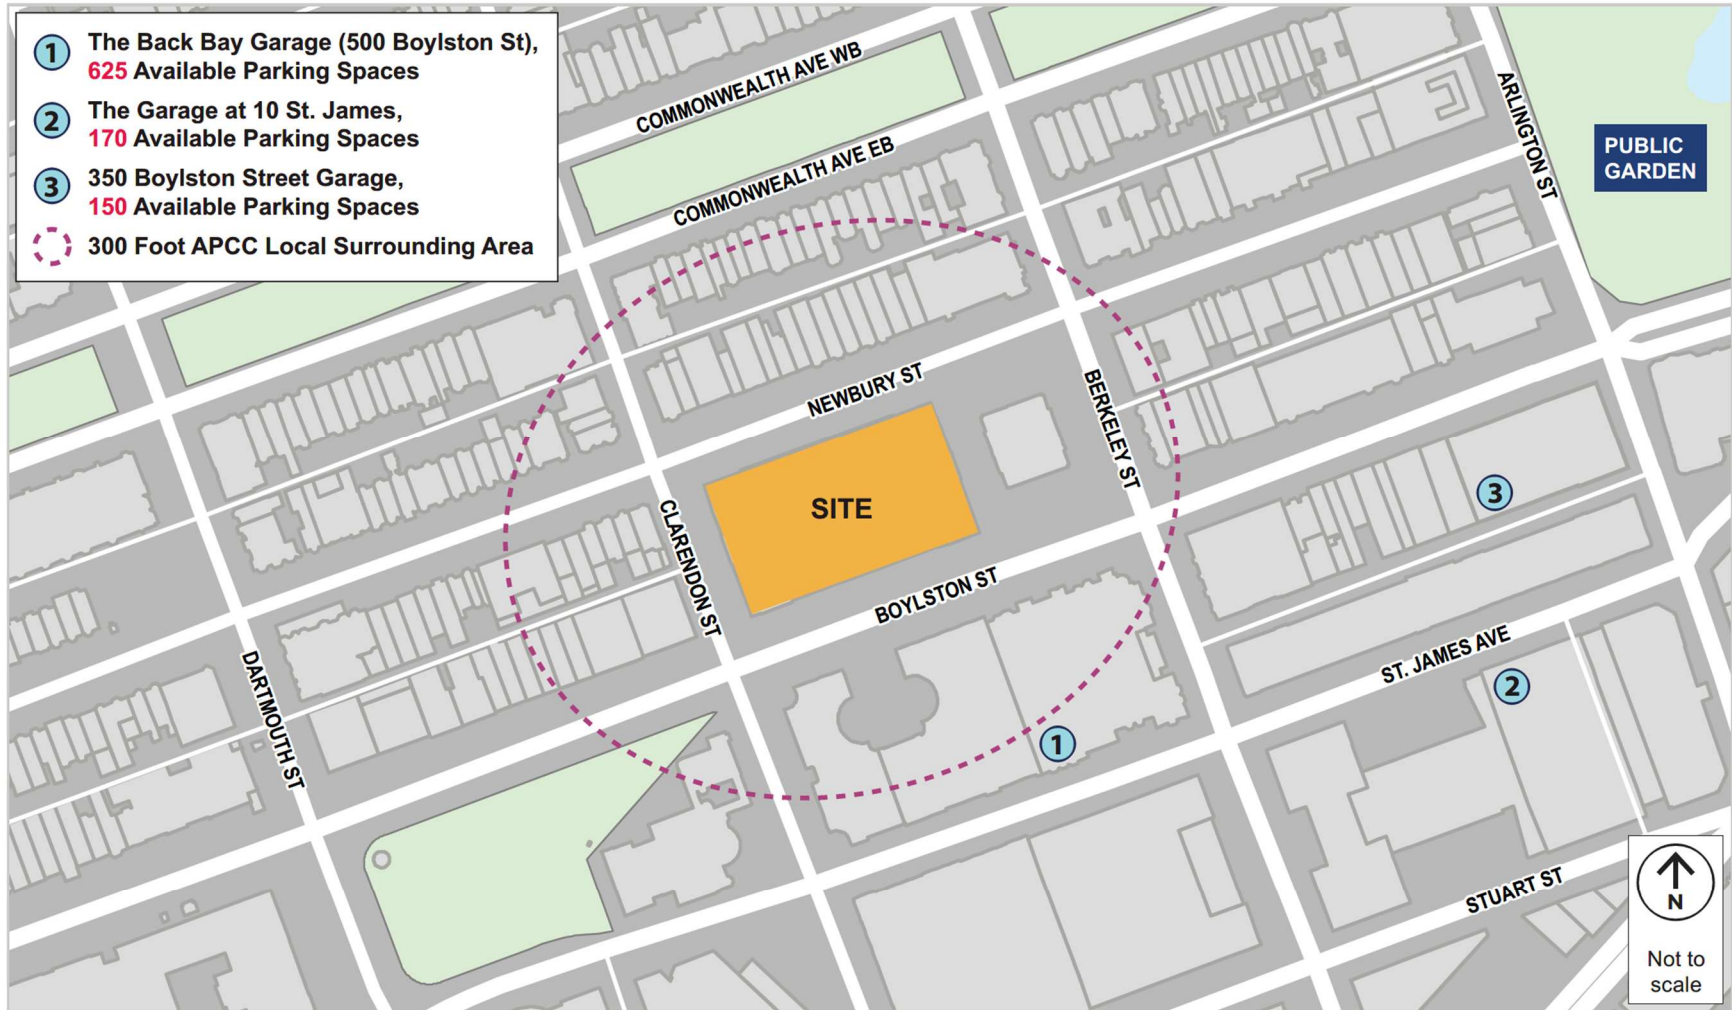 1
The Back Bay Garage (500 Boylston St),
625 Available Parking Spaces
2
The Garage at 10 St. James,
170 Available Parking Spaces
3
350 Boylston Street Garage,
150 Available Parking Spaces
300 Foot APCC Local Surrounding Area
COMMONWEALTH AVE WB
COMMONWEALTH AVE EB
ARLINGTON ST
PUBLIC
GARDEN
NEWBURY ST
BERKELEY ST
SITE
3
CLARENDON ST
BOYLSTON ST
DARTMOUTH ST
ST. JAMES AVE
2
1
STUART ST
N
Not to
scale